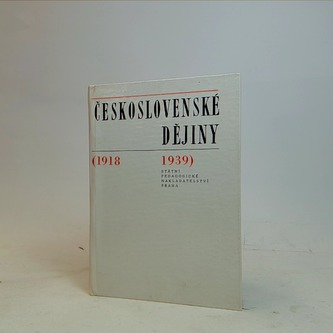 ČESKOSLOVENSKÉ
DĚJINY
(1918 1939)
STÁTNÍ
PEDAGOGICKÉ
NAKLADATELSTVÍ
PRAHA